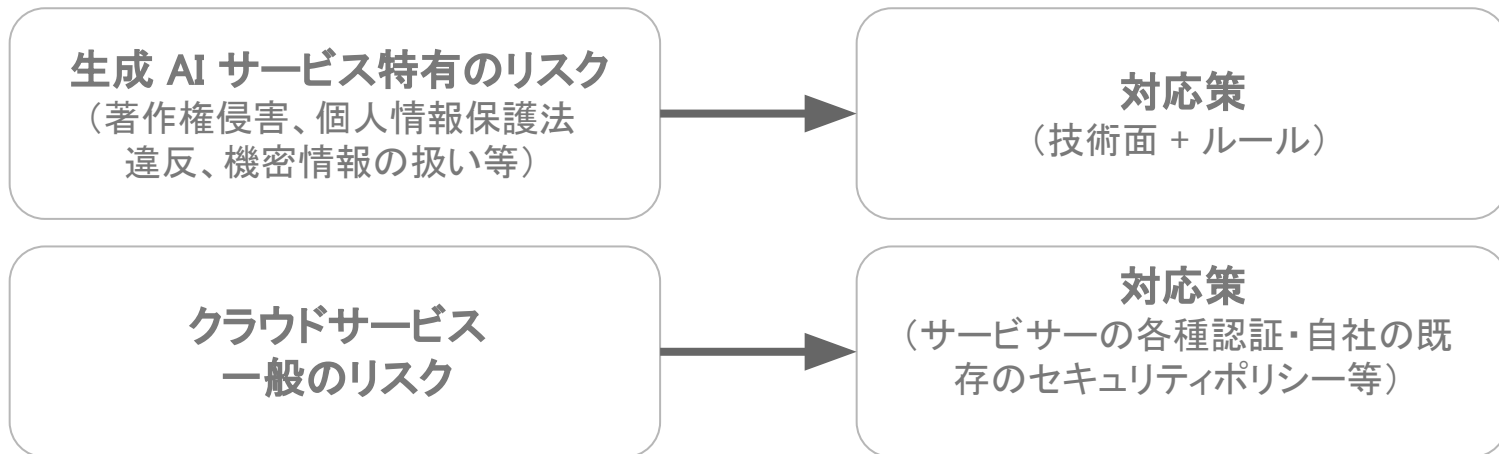 生成 AI サービス特有のリスク
（著作権侵害、個人情報保護法
違反、機密情報の扱い等）
対応策
（技術面 + ルール）
クラウドサービス
一般のリスク
対応策
（サービサーの各種認証・自社の既
存のセキュリティポリシー等）